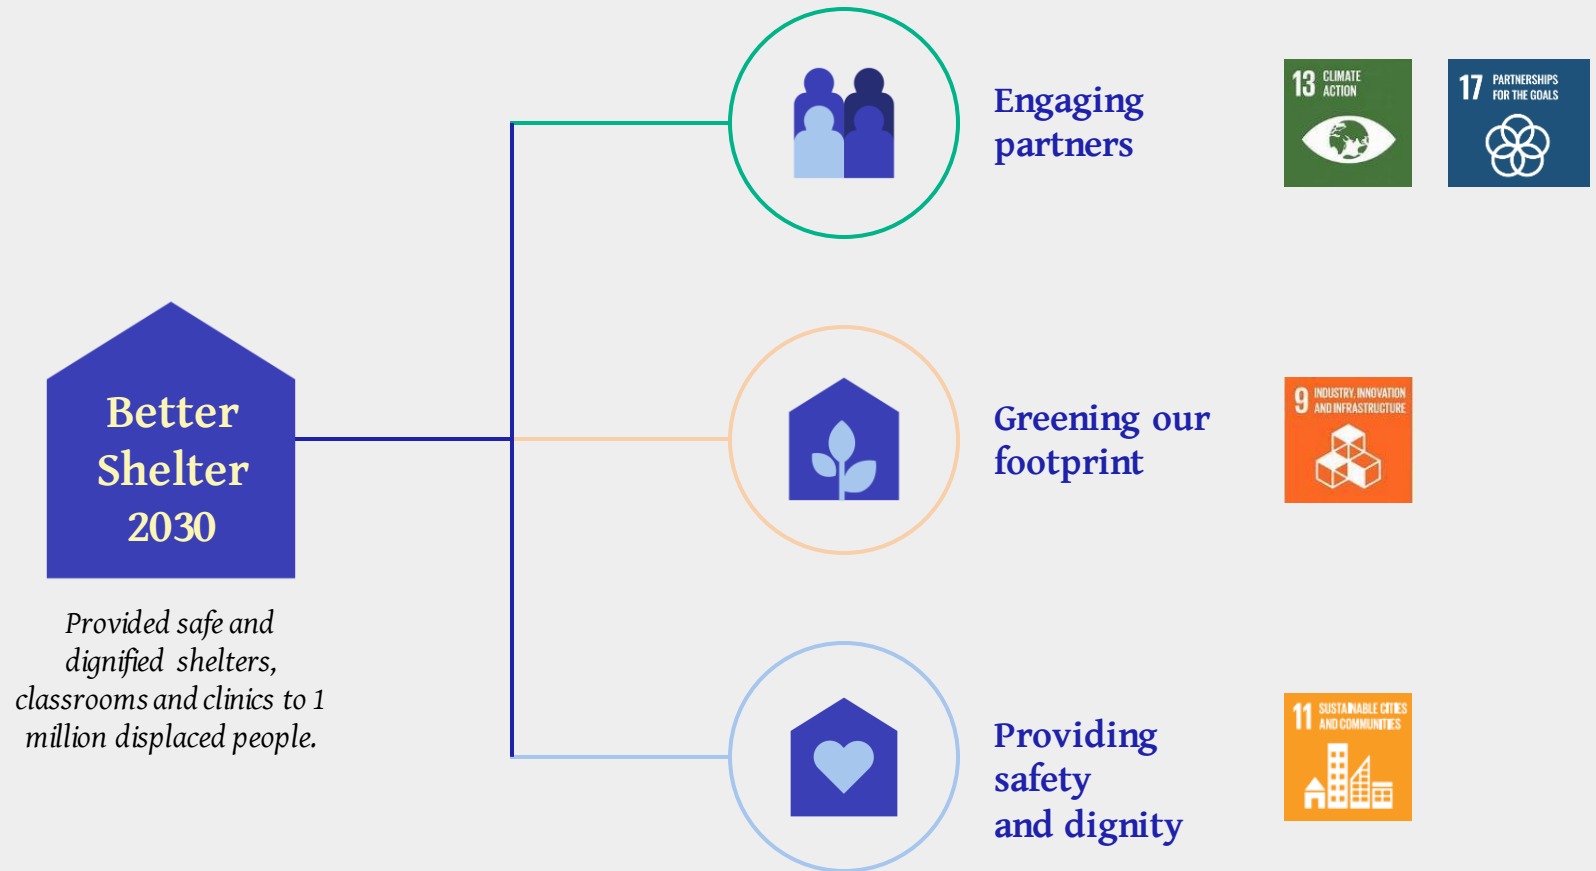 Better
Shelter
2030
Provided safe and
dignified shelters,
classrooms and clinics to 1
million displaced people.
Engaging
partners
13 CLIMATE
ACTION
17 PARTNERSHIPS
FOR THE GOALS
Greening our
footprint
9 INDUSTRY, INNOVATION
AND INFRASTRUCTURE
Providing
safety
and dignity
11 SUSTAINABLE CITIES
AND COMMUNITIES